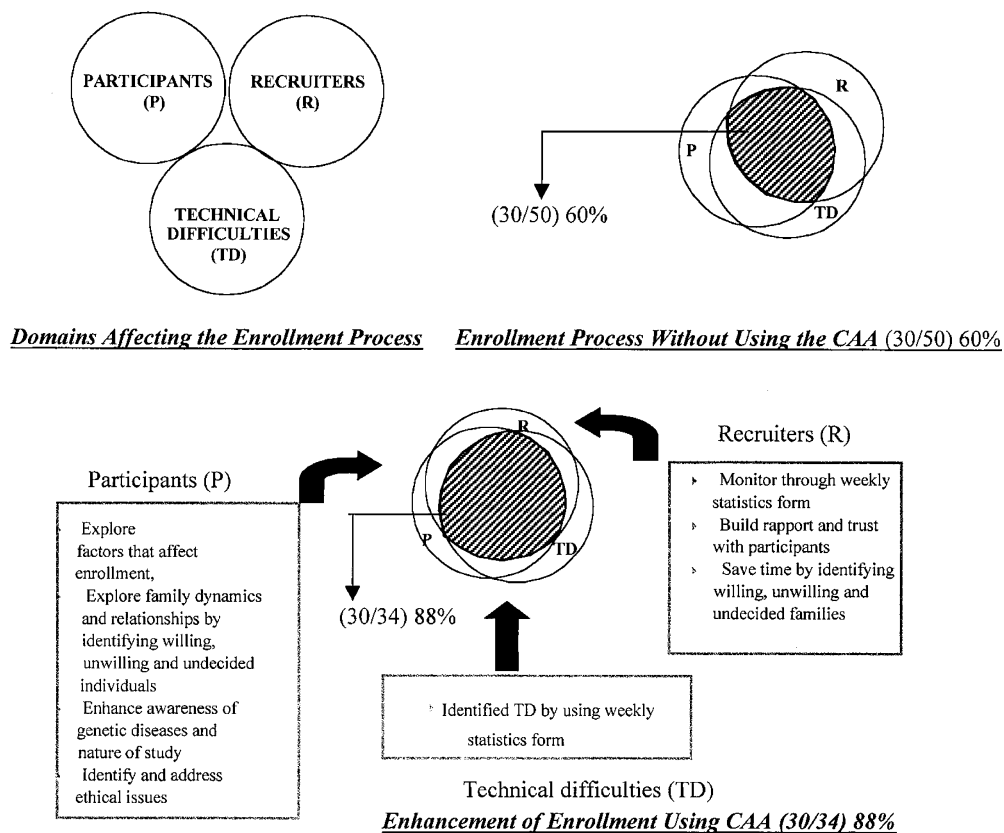 PARTICIPANTS
(P)
RECRUITERS
(R)
TECHNICAL
DIFFICULTIES
(TD)
R
P
TD
(30/50) 60%
Domains Affecting the Enrollment Process
Enrollment Process Without Using the CAA (30/50) 60%
Participants (P)
Explore
factors that affect
enrollment,
Explore family dynamics
and relationships by
identifying willing,
unwilling and undecided
individuals
Enhance awareness of
genetic diseases and
nature of study
Identify and address
ethical issues
R
P
TD
(30/34) 88%
Recruiters (R)
Monitor through weekly
statistics form
Build rapport and trust
with participants
Save time by identifying
willing, unwilling and
undecided families
Identified TD by using weekly
statistics form
Technical difficulties (TD)
Enhancement of Enrollment Using CAA (30/34) 88%